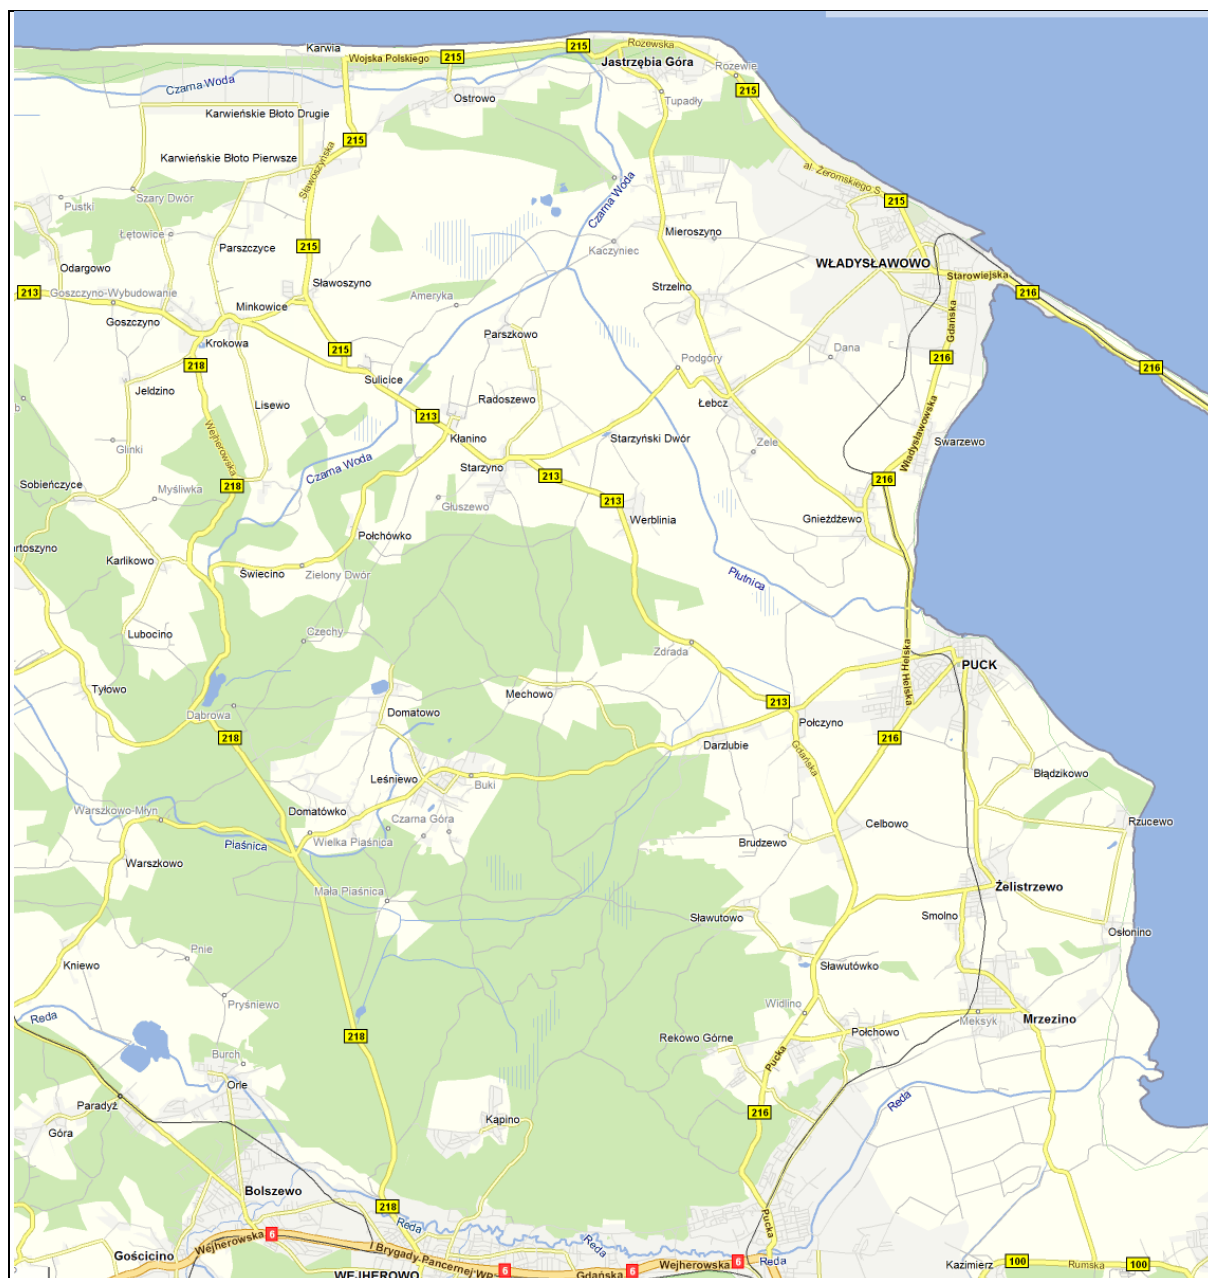 Karwia
Wojska Polskiego
215
215
Rozewska
Jastrzębia Góra
Rozewie
215
Czarna Woda
Ostrowo
Tupadły
Karwieńskie Błoto Drugie
215
Karwieńskie Błoto Pierwsze
Sławoszyńska
al. Żeromskiego S.
215
Pustki
Szary Dwór
Czarna Woda
Łętowice
Parszczyce
215
Kaczyniec
Mieroszyno
Odargowo
WŁADYSŁAWOWO
Starowiejska
213
Goszczyno-Wybudowanie
Sławoszyno
Strzelno
216
Minkowice
Ameryka
Goszczyno
Gdańska
Krokowa
Parszkowo
215
Dana
216
218
Podgóry
216
Sulicice
Jeldzino
Lisewo
Radoszewo
Łebcz
213
Wejherowska
Władysławowska
Glinki
Kłanino
Starzyński Dwór
Zele
Swarzewo
Czarna Woda
Starzyno
213
216
Sobieńczyce
218
Myśliwka
Głuszewo
213
Werblinia
Gnieżdżewo
Połchówko
artoszyno
Karlikowo
Świecino
Zielony Dwór
Płutnica
Lubocino
Czechy
Zdrada
Helska
PUCK
Tyłowo
Mechowo
Helska
Dąbrowa
Domatowo
213
Połczyno
218
Darzlubie
216
Gdańska
Leśniewo
Buki
Błądzikowo
Warszkowo-Młyn
Domatówko
Czarna Góra
Celbowo
Rzucewo
Piaśnica
Wielka Piaśnica
Brudzewo
Warszkowo
Mała Piaśnica
Żelistrzewo
Sławutowo
Smolno
Osłonino
Pnie
Kniewo
Sławutówko
Pryśniewo
Widlino
Reda
Meksyk
Mrzezino
218
Rekowo Górne
Połchowo
Burch
Pucka
Orle
Paradyż
Reda
216
Góra
Kąpino
Bolszewo
218
Reda
Pucka
Wejherowska
6
Gościcino
I Brygady Pancernej WP
Reda
6
Reda
Wejherowska
Kazimierz
100
Rumska
100
WEJHEROWO
6
Gdańska
6